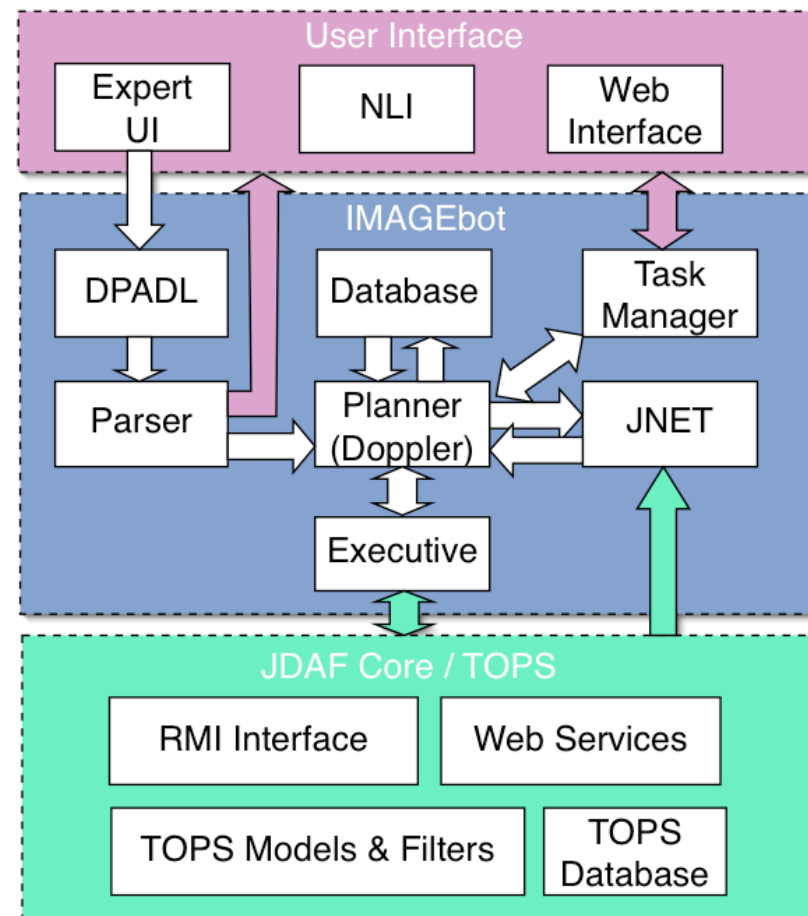 User Interface
Expert
UI
NLI
Web
Interface
IMAGEbot
DPADL
Database
Task
Manager
Parser
Planner
(Doppler)
JNET
Executive
JDAF Core / TOPS
RMI Interface
Web Services
TOPS Models & Filters
TOPS
Database